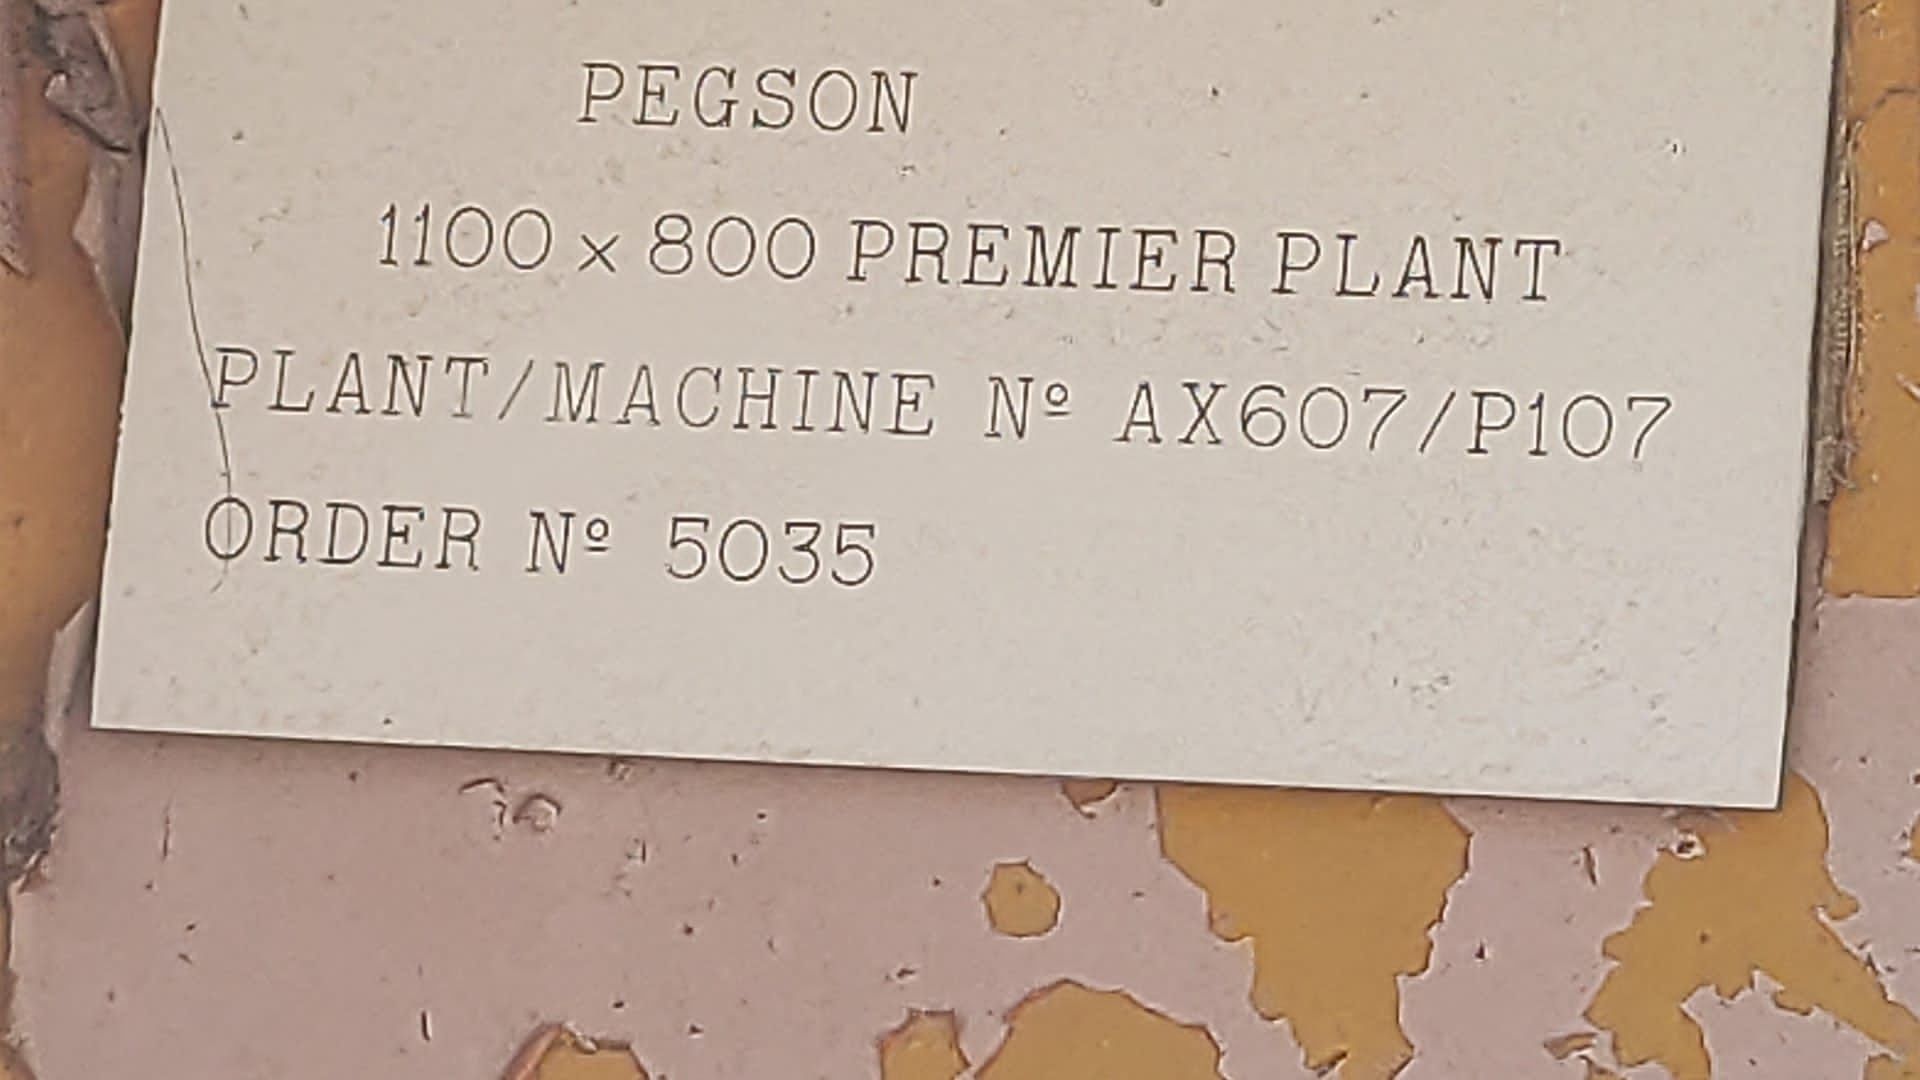 PEGSON
1100 × 800 PREMIER PLANT
PLANT/MACHINE Nº AX607/P107
ORDER Nº 5035